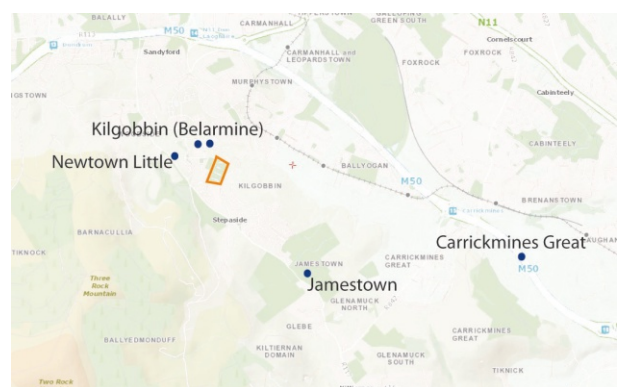 BALALLY
M50
CARMANHALL
GREEN SOUTH
N11
Cornelscourt
Sandyford
CARMANHALL and
LEOPARDSTOWN
FOXROCK
FOXROCK
MURPHYSTOWN
Cabinteely
Kilgobbin (Belarmine)
CABINTEELY
Newtown Little
BALLYOGAN
KILGOBBIN
M50
BRENANSTOWN
Stepaside
BARNACULLIA
Carrickmines Great
TIKNOCK
JAMESTOWN
CARRICKMINES
GREAT
M50
Three
Rock
Mountain
Jamestown
GLENAMUCK
NORTH
GLEBE
CARRICKMINES
GREAT
BALLYEDMONDUFF
KILTIERNAN
DOMAIN
GLENAMUCK
SOUTH
TIKNICK
Two Rock